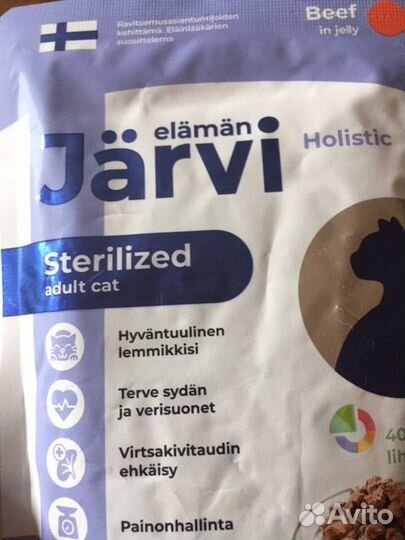 Ravitsemusasiantuntijoiden
kehittämä. Eläinlääkärien
suosittelema
Beef
in jelly
elämän
Järvi
Holistic
Sterilized
adult cat
Hyväntuulinen
lemmikkisi
Terve sydän
ja verisuonet
Virtsakivitaudin
ehkäisy
40
Painonhallinta
Avito